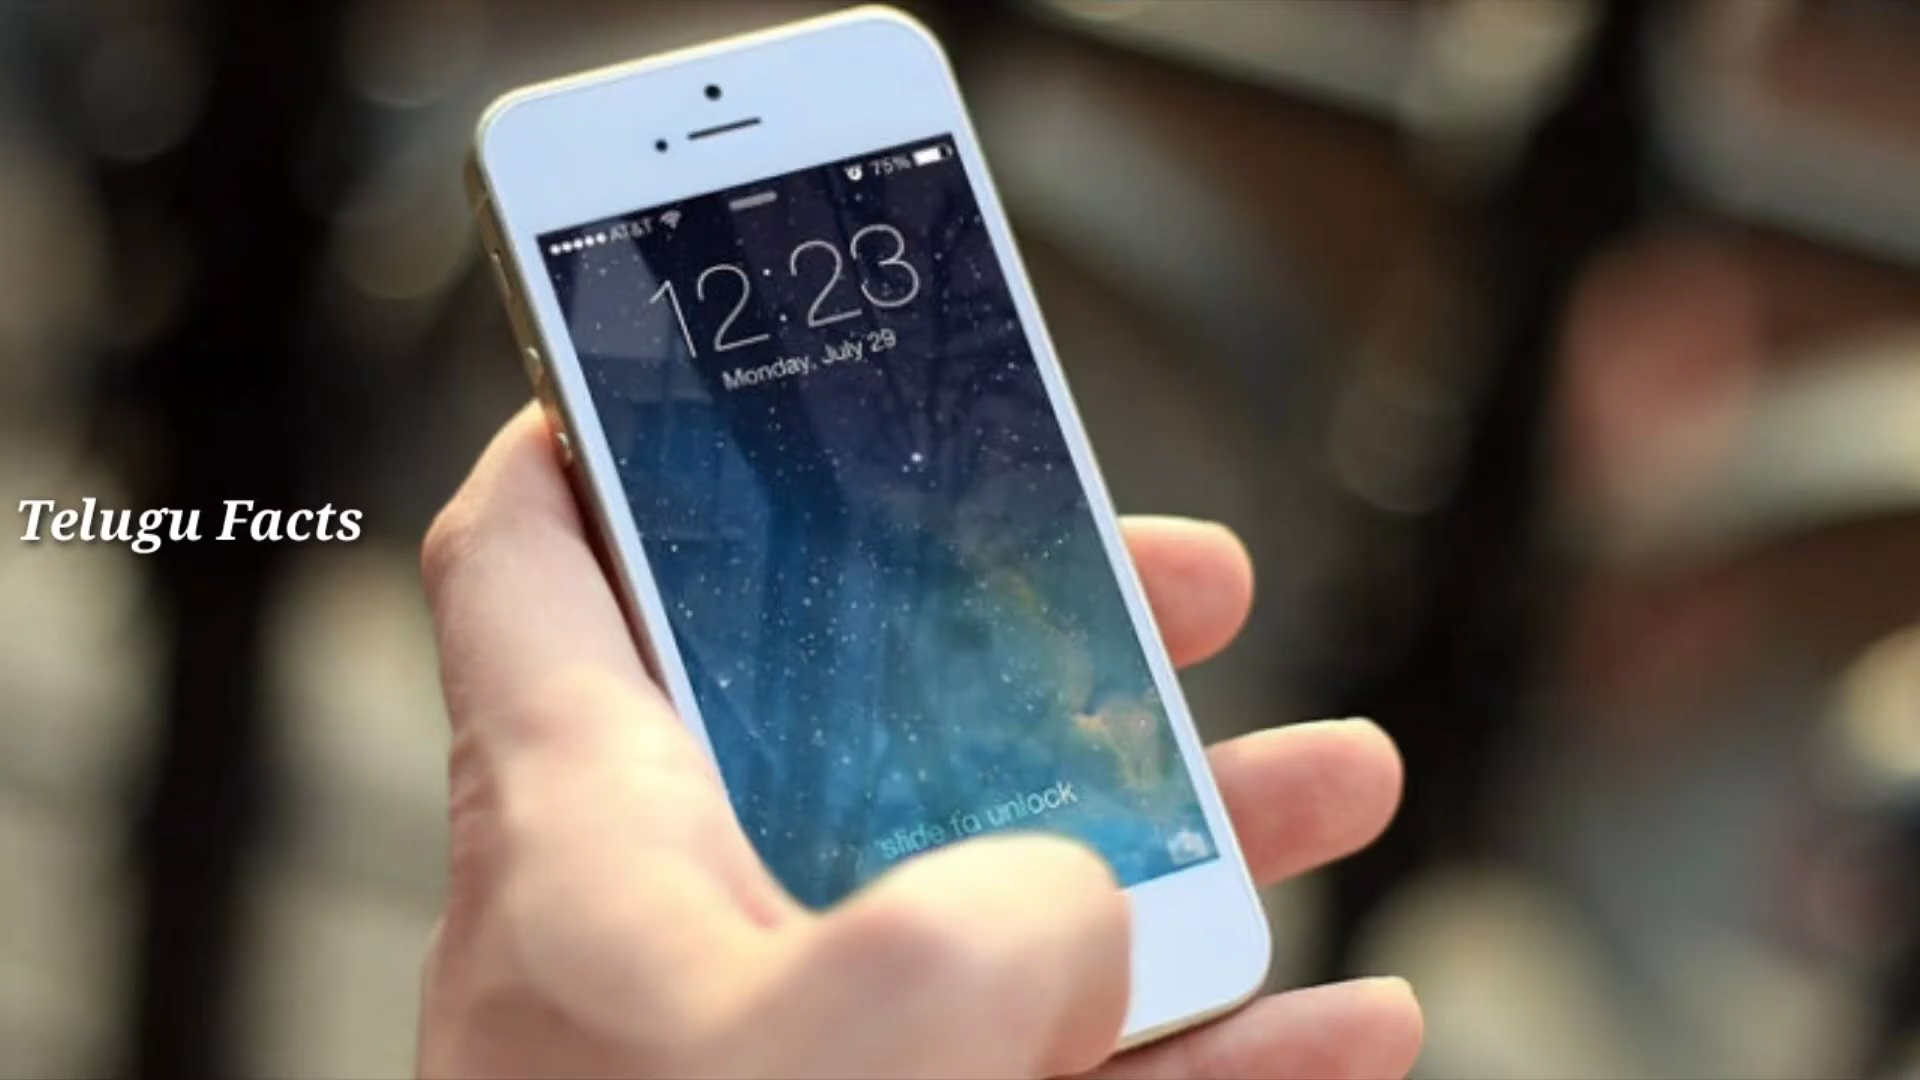 ●●●●● AT&T 75%
12:23
Monday, July 29
Telugu Facts
slide to unlock